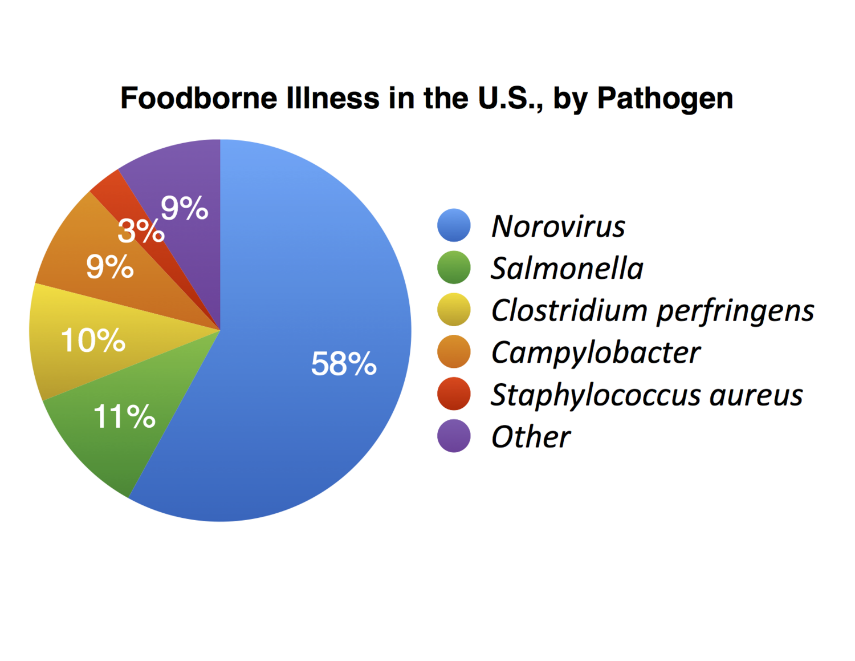 Foodborne Illness in the U.S., by Pathogen
9%
3%
9%
10%
11%
58%
Norovirus
Salmonella
Clostridium perfringens
Campylobacter
Staphylococcus aureus
Other